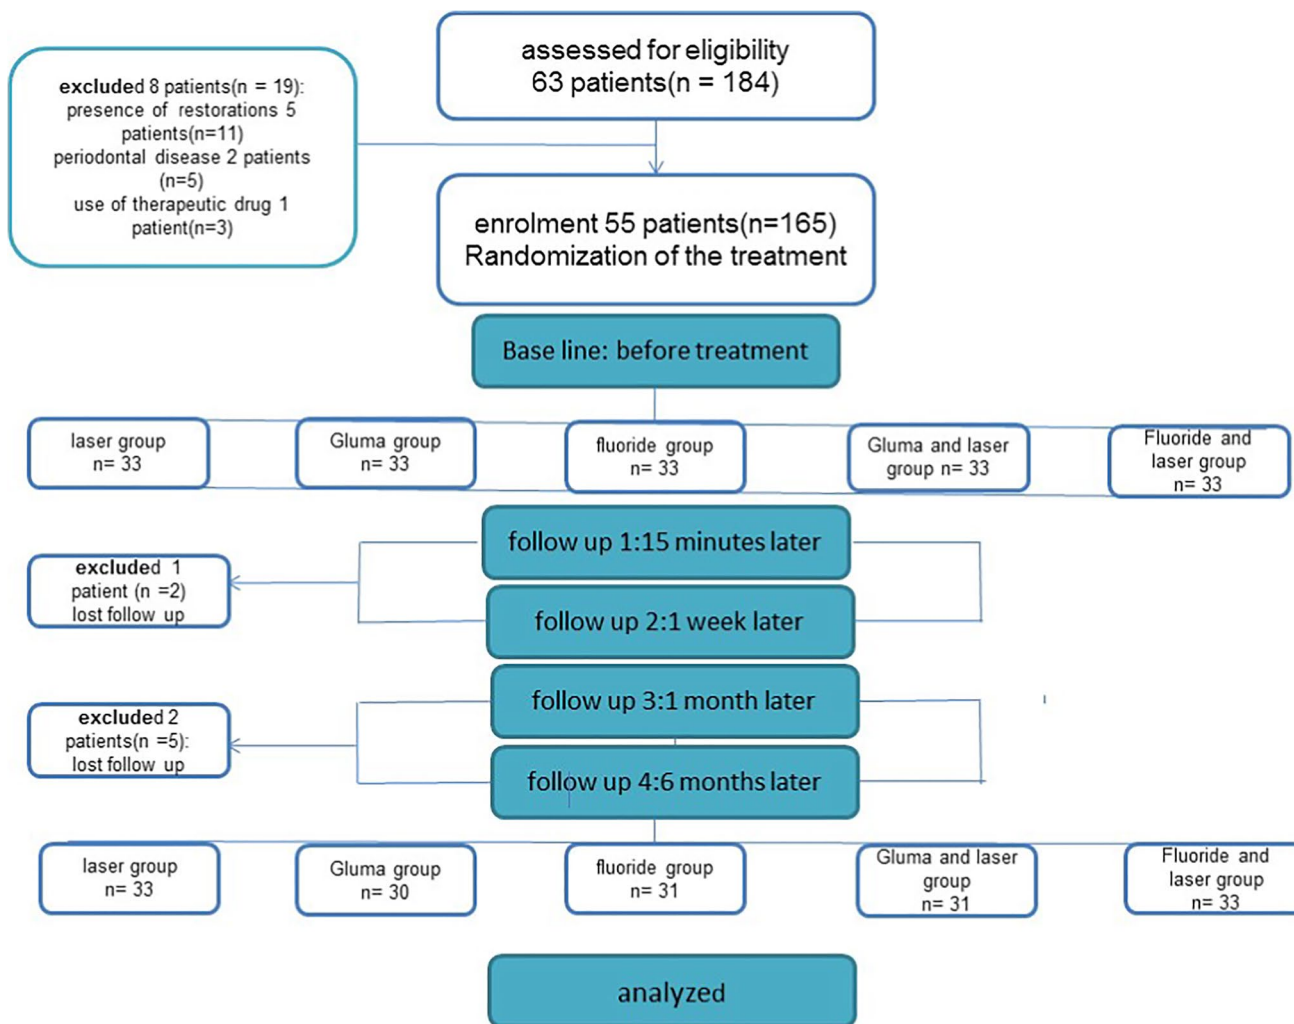 assessed for eligibility
63 patients(n = 184)
excluded 8 patients(n = 19):
presence of restorations 5
patients(n=11)
periodontal disease 2 patients
(n=5)
use of therapeutic drug 1
patient(n=3)
enrolment 55 patients(n=165)
Randomization of the treatment
Base line: before treatment
laser group
n= 33
Gluma group
n= 33
fluoride group
n= 33
Gluma and laser
group n= 33
Fluoride and
laser group
n= 33
follow up 1:15 minutes later
excluded 1
patient (n =2)
lost follow up
follow up 2:1 week later
follow up 3:1 month later
excluded 2
patients(n =5):
lost follow up
follow up 4:6 months later
laser group
n= 33
Gluma group
n= 30
fluoride group
n= 31
Gluma and laser
group
n= 31
Fluoride and
laser group
n= 33
analyzed